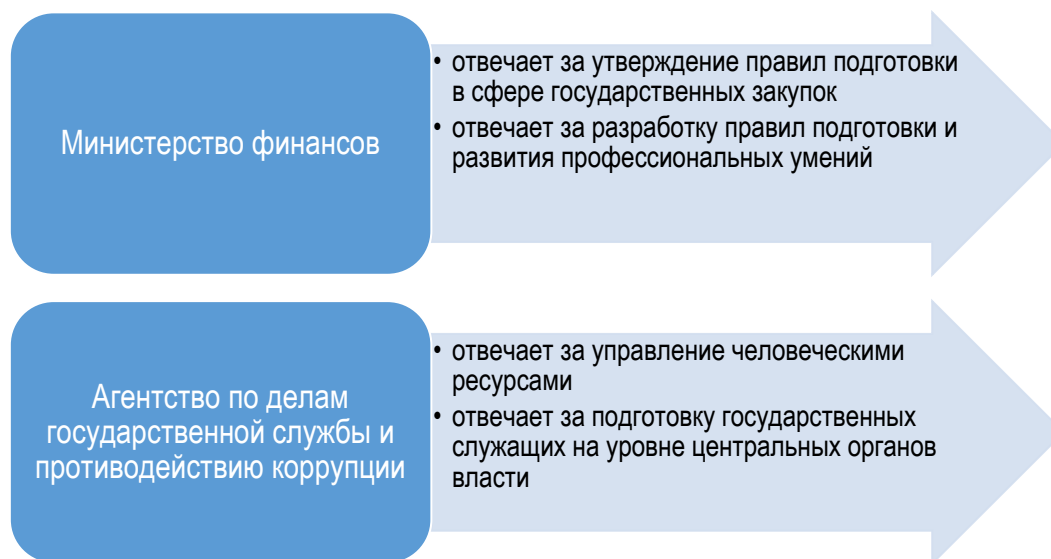 Министерство финансов
• отвечает за утверждение правил подготовки
в сфере государственных закупок
• отвечает за разработку правил подготовки и
развития профессиональных умений
Агентство по делам
государственной службы и
противодействию коррупции
• отвечает за управление человеческими
ресурсами
• отвечает за подготовку государственных
служащих на уровне центральных органов
власти